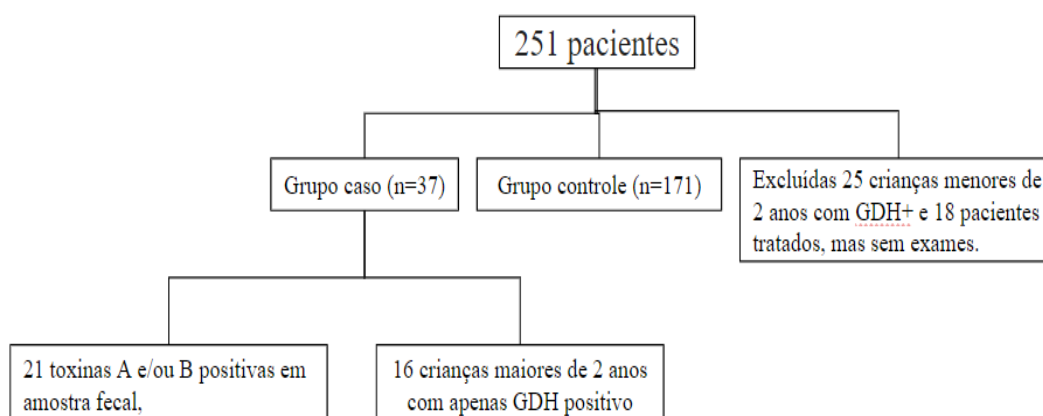 251 pacientes
Grupo caso (n=37)
Grupo controle (n=171)
Excluídas 25 crianças menores de
2 anos com GDH+ e 18 pacientes
tratados, mas sem exames.
21 toxinas A e/ou B positivas em
amostra fecal,
16 crianças maiores de 2 anos
com apenas GDH positivo